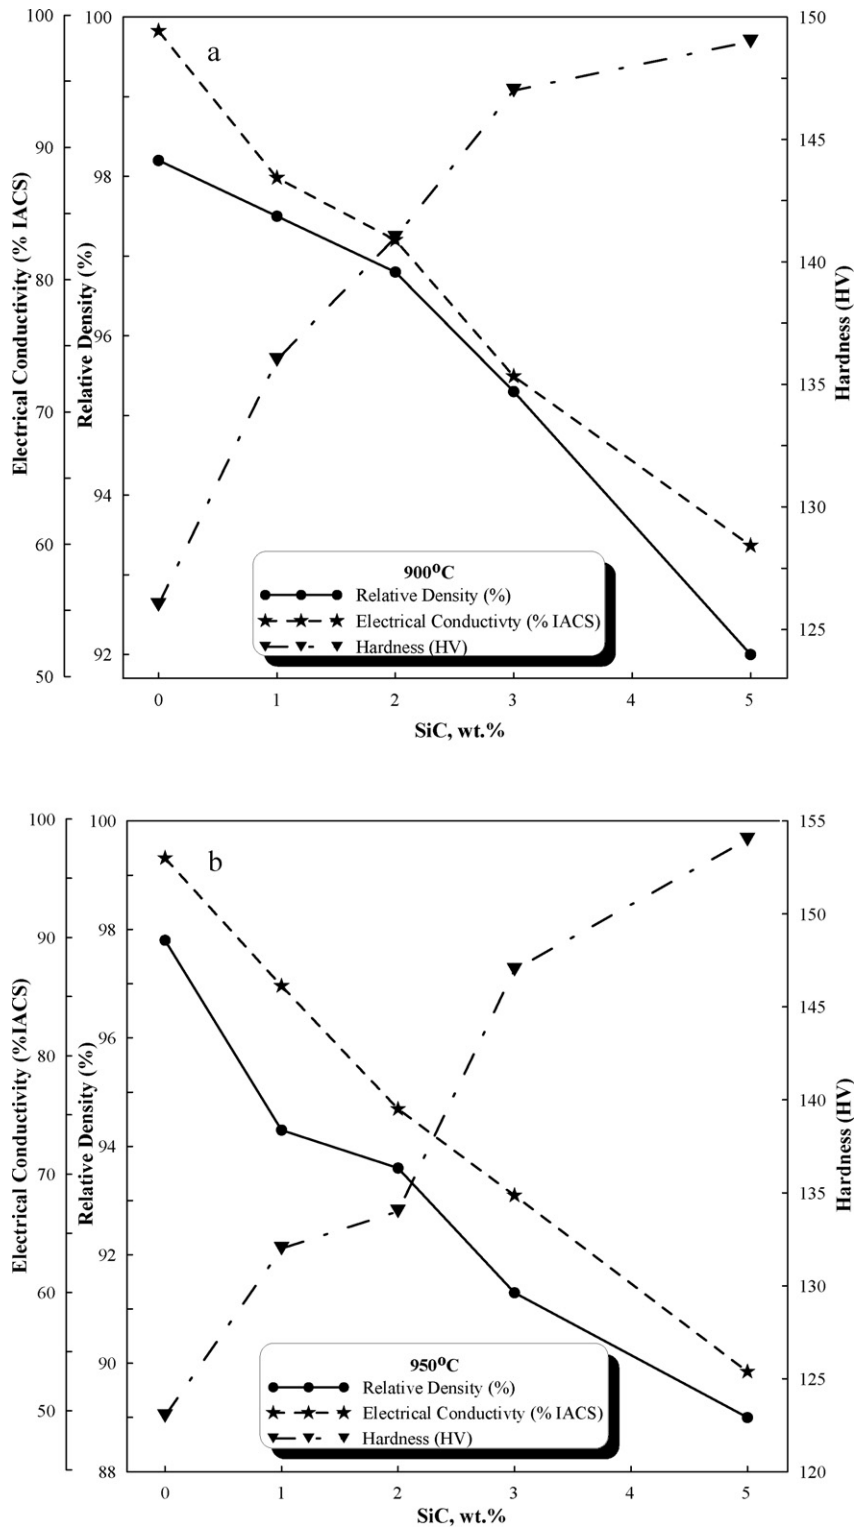 a
100
90
80
70
60
50
Electrical Conductivity (% IACS)
100
98
96
94
92
Relative Density (%)
150
145
140
135
130
125
Hardness (HV)
900⁰C
Relative Density (%)
Electrical Conductivty (% IACS)
Hardness (HV)
0 1 2 3 4 5
SiC, wt.%
b
100
90
80
70
60
50
Electrical Conductivity (%IACS)
100
98
96
94
92
90
88
Relative Density (%)
155
150
145
140
135
130
125
120
Hardness (HV)
950⁰C
Relative Density (%)
Electrical Conductivty (% IACS)
Hardness (HV)
0 1 2 3 4 5
SiC, wt.%